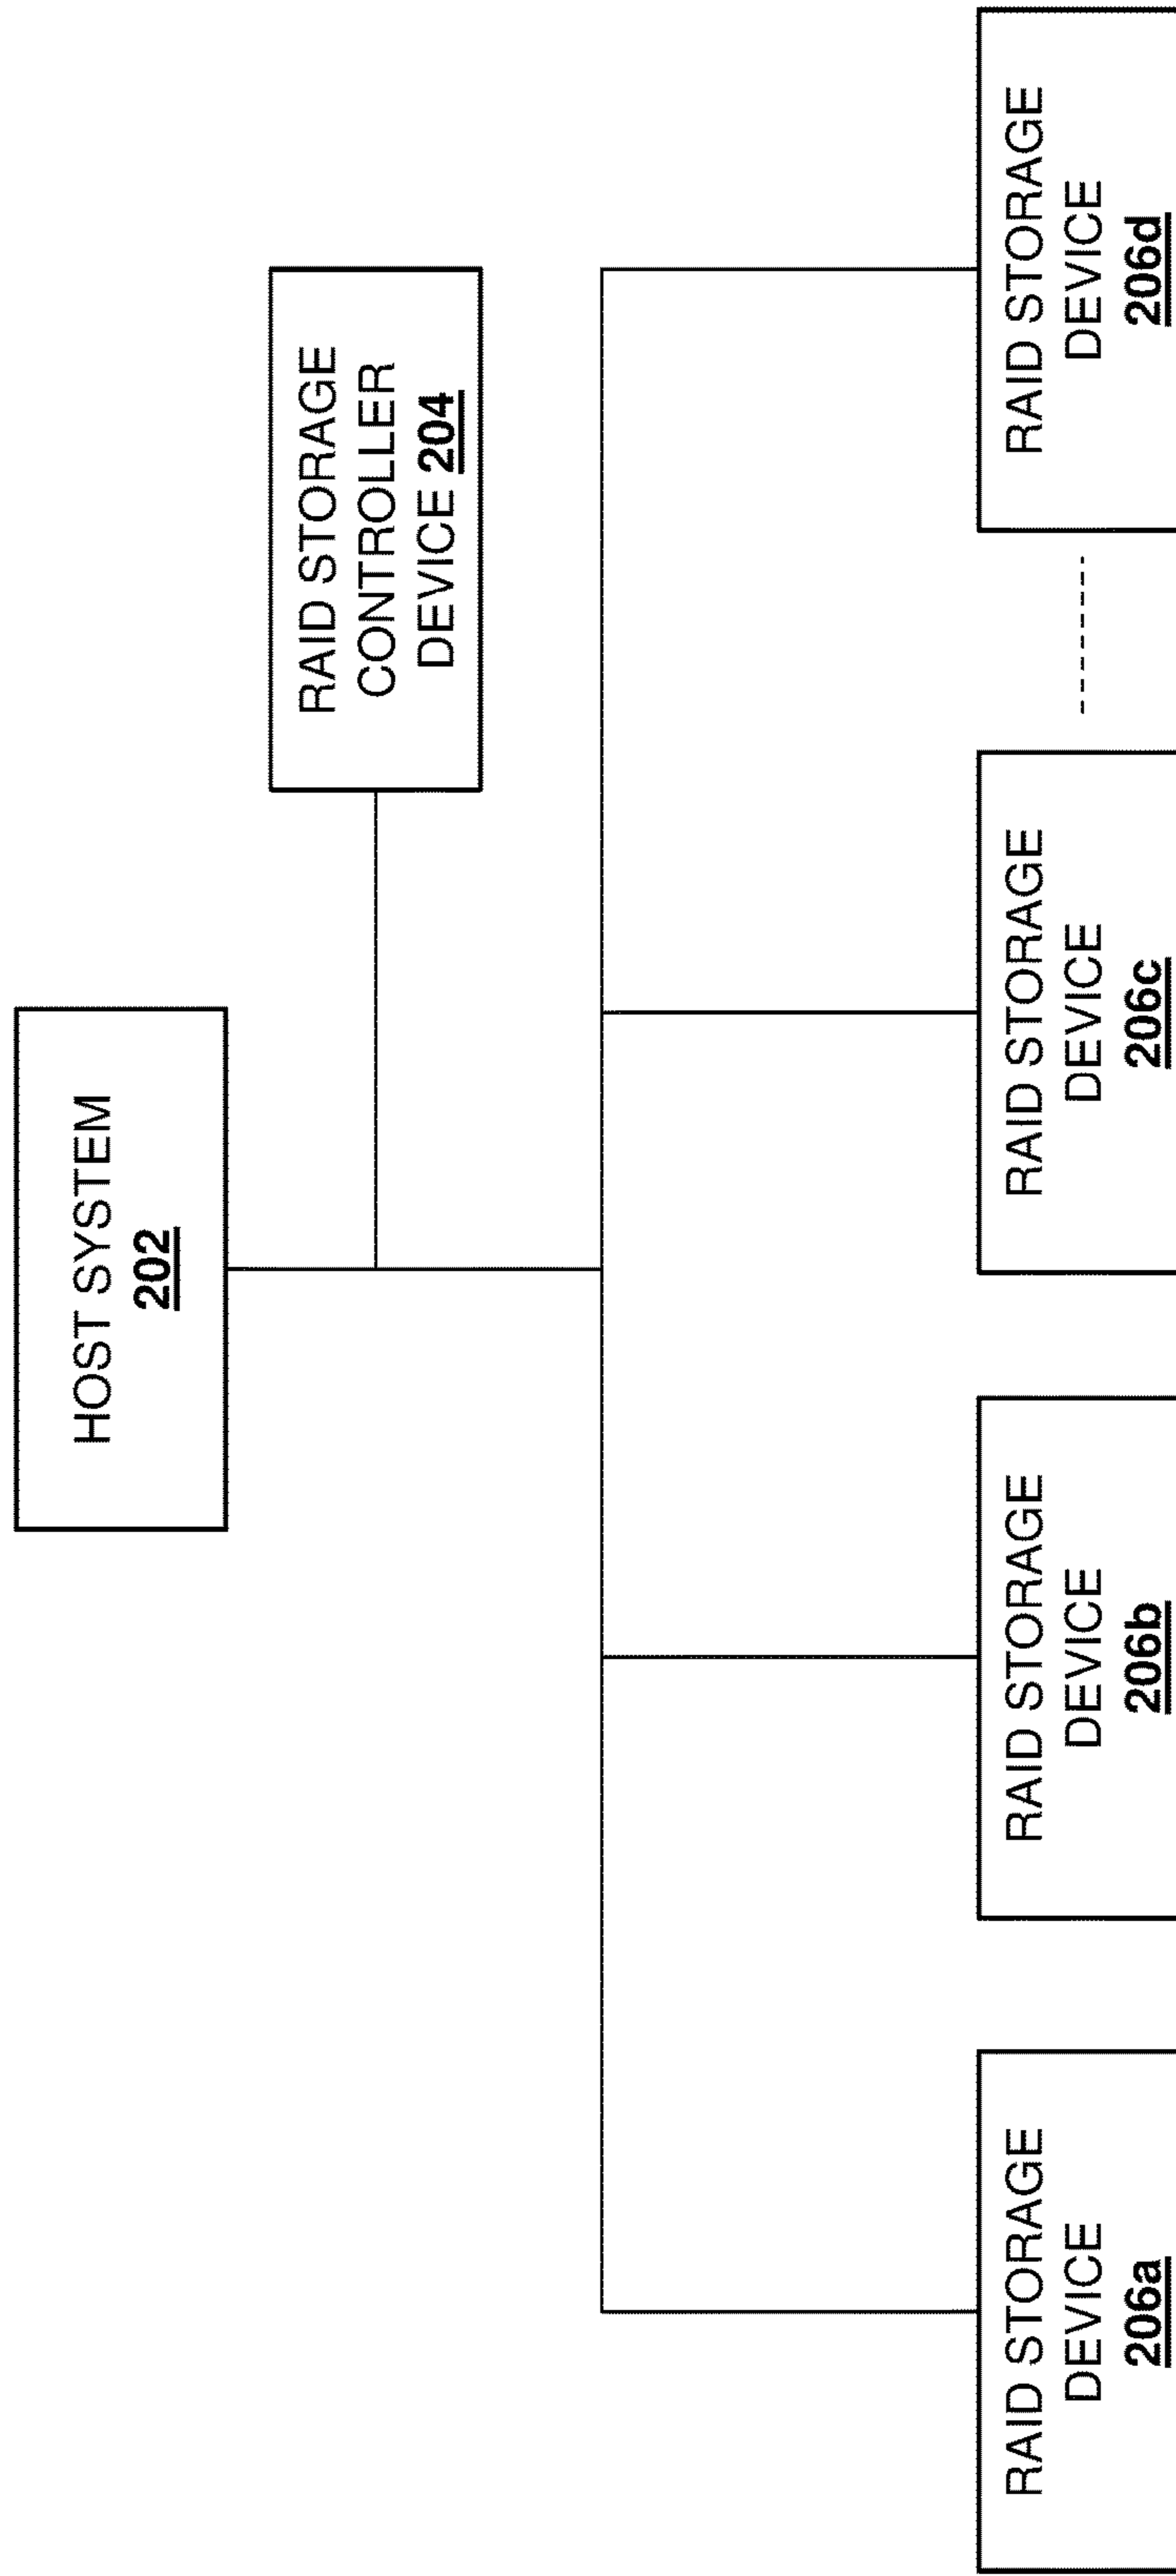 HOST SYSTEM
202
RAID STORAGE
CONTROLLER
DEVICE 204
RAID STORAGE
DEVICE
206a
RAID STORAGE
DEVICE
206b
RAID STORAGE
DEVICE
206c
RAID STORAGE
DEVICE
206d